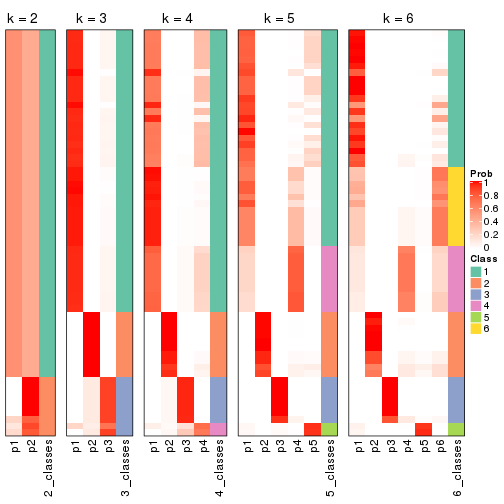 k = 2
k = 3
k = 4
k = 5
k = 6
Prob
1
0.8
0.6
0.4
0.2
0
Class
1
2
3
4
5
6
p1
p2
2_classes
p1
p2
p3
3_classes
p1
p2
p3
p4
4_classes
p1
p2
p3
p4
p5
5_classes
p1
p2
p3
p4
p5
p6
6_classes